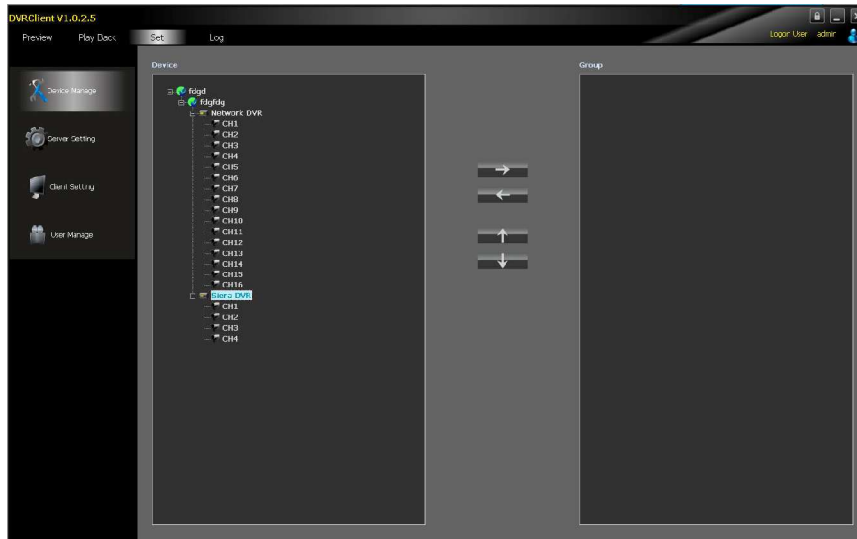 DVRClient V1.0.2.5
Preview Play Back Set Log
Logon User admin
Device Manage
Server Setting
Client Setting
User Manage
Device
fdgd
fdgfdg
Network DVR
CH1
CH2
CH3
CH4
CH5
CH6
CH7
CH8
CH9
CH10
CH11
CH12
CH13
CH14
CH15
CH16
Siera DVR
CH1
CH2
CH3
CH4
Group